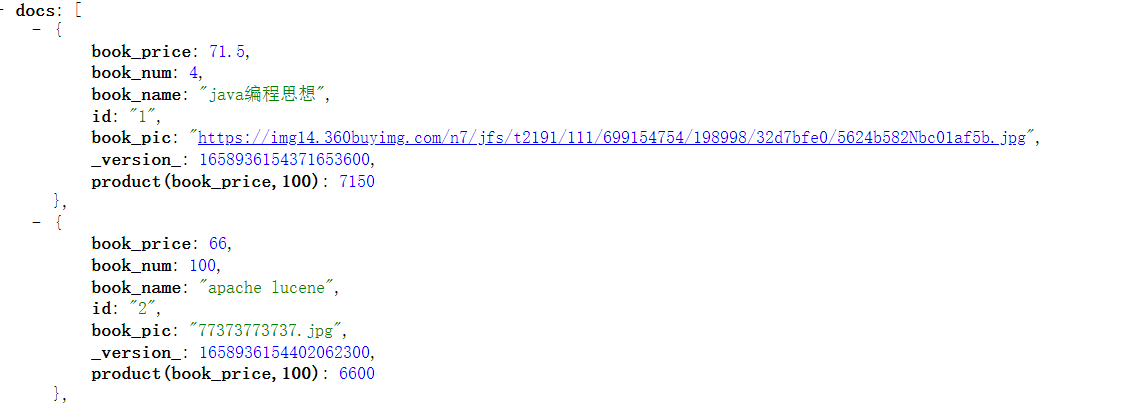 - docs: [
- {
book_price: 71.5,
book_num: 4,
book_name: "java编程思想",
id: "1",
book_pic: "https://img14.360buyimg.com/n7/jfs/t2191/111/699154754/198998/32d7bfe0/5624b582Nbc01af5b.jpg",
_version_: 1658936154371653600,
product(book_price,100): 7150
},
- {
book_price: 66,
book_num: 100,
book_name: "apache lucene",
id: "2",
book_pic: "77373773737.jpg",
_version_: 1658936154402062300,
product(book_price,100): 6600
},